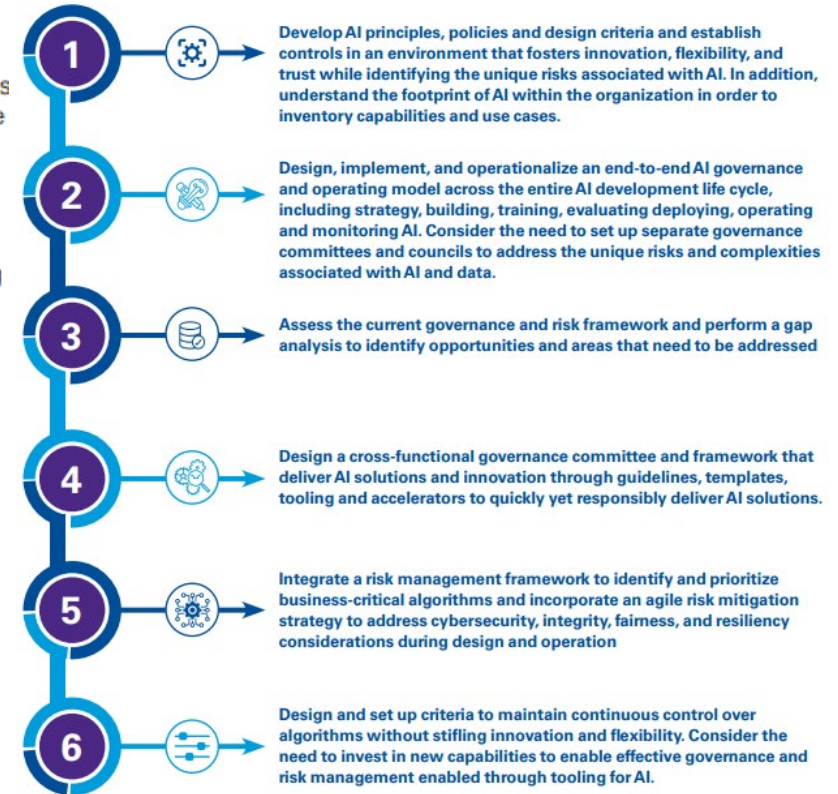 s
e
1
Develop AI principles, policies and design criteria and establish
controls in an environment that fosters innovation, flexibility, and
trust while identifying the unique risks associated with AI. In addition,
understand the footprint of AI within the organization in order to
inventory capabilities and use cases.
2
Design, implement, and operationalize an end-to-end AI governance
and operating model across the entire AI development life cycle,
including strategy, building, training, evaluating deploying, operating
and monitoring AI. Consider the need to set up separate governance
committees and councils to address the unique risks and complexities
associated with AI and data.
3
Assess the current governance and risk framework and perform a gap
analysis to identify opportunities and areas that need to be addressed
4
Design a cross-functional governance committee and framework that
deliver AI solutions and innovation through guidelines, templates,
tooling and accelerators to quickly yet responsibly deliver AI solutions.
5
Integrate a risk management framework to identify and prioritize
business-critical algorithms and incorporate an agile risk mitigation
strategy to address cybersecurity, integrity, fairness, and resiliency
considerations during design and operation
6
Design and set up criteria to maintain continuous control over
algorithms without stifling innovation and flexibility. Consider the
need to invest in new capabilities to enable effective governance and
risk management enabled through tooling for AI.